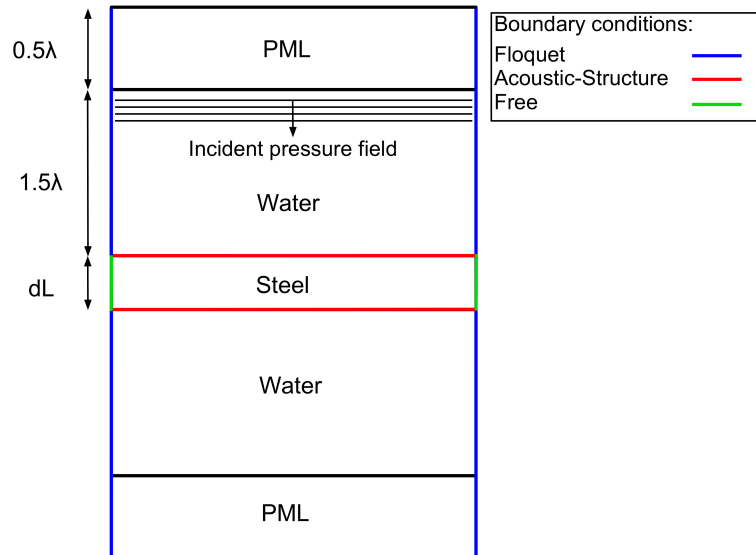 Boundary conditions:
Floquet
Acoustic-Structure
Free
0.5λ
PML
Incident pressure field
1.5λ
Water
dL
Steel
Water
PML